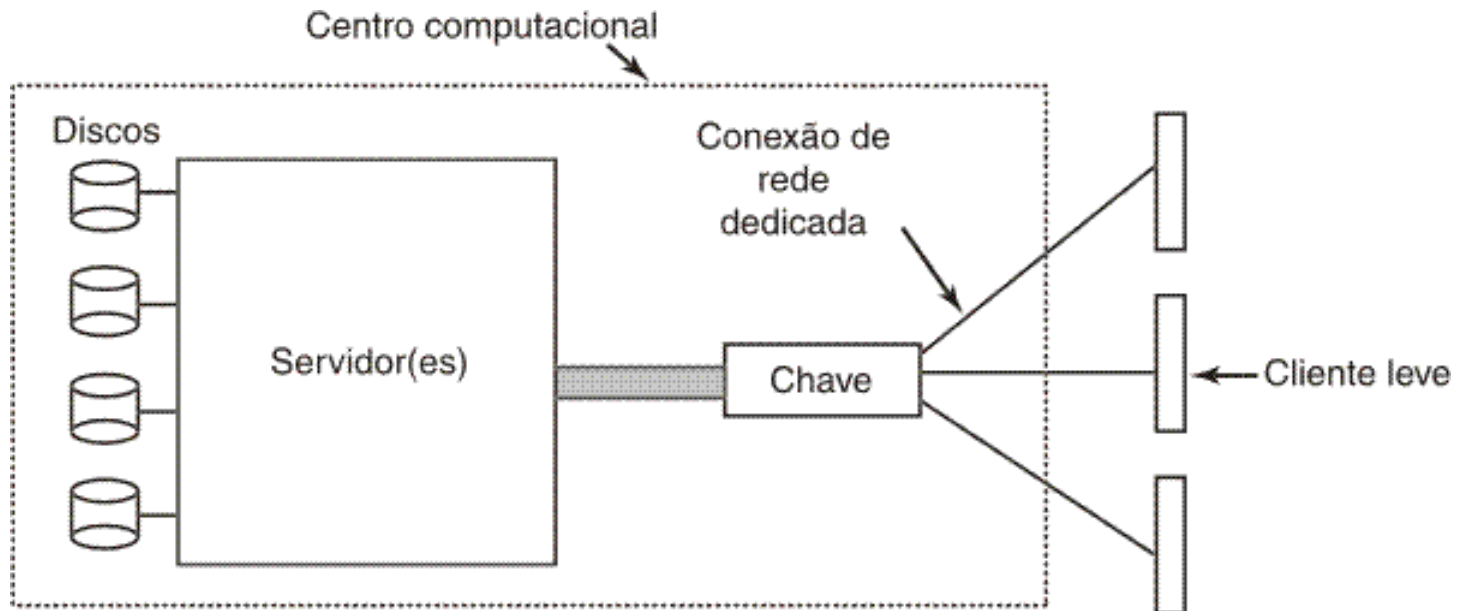 Centro computacional
Discos
Conexão de
rede
dedicada
Servidor(es)
Chave
Cliente leve